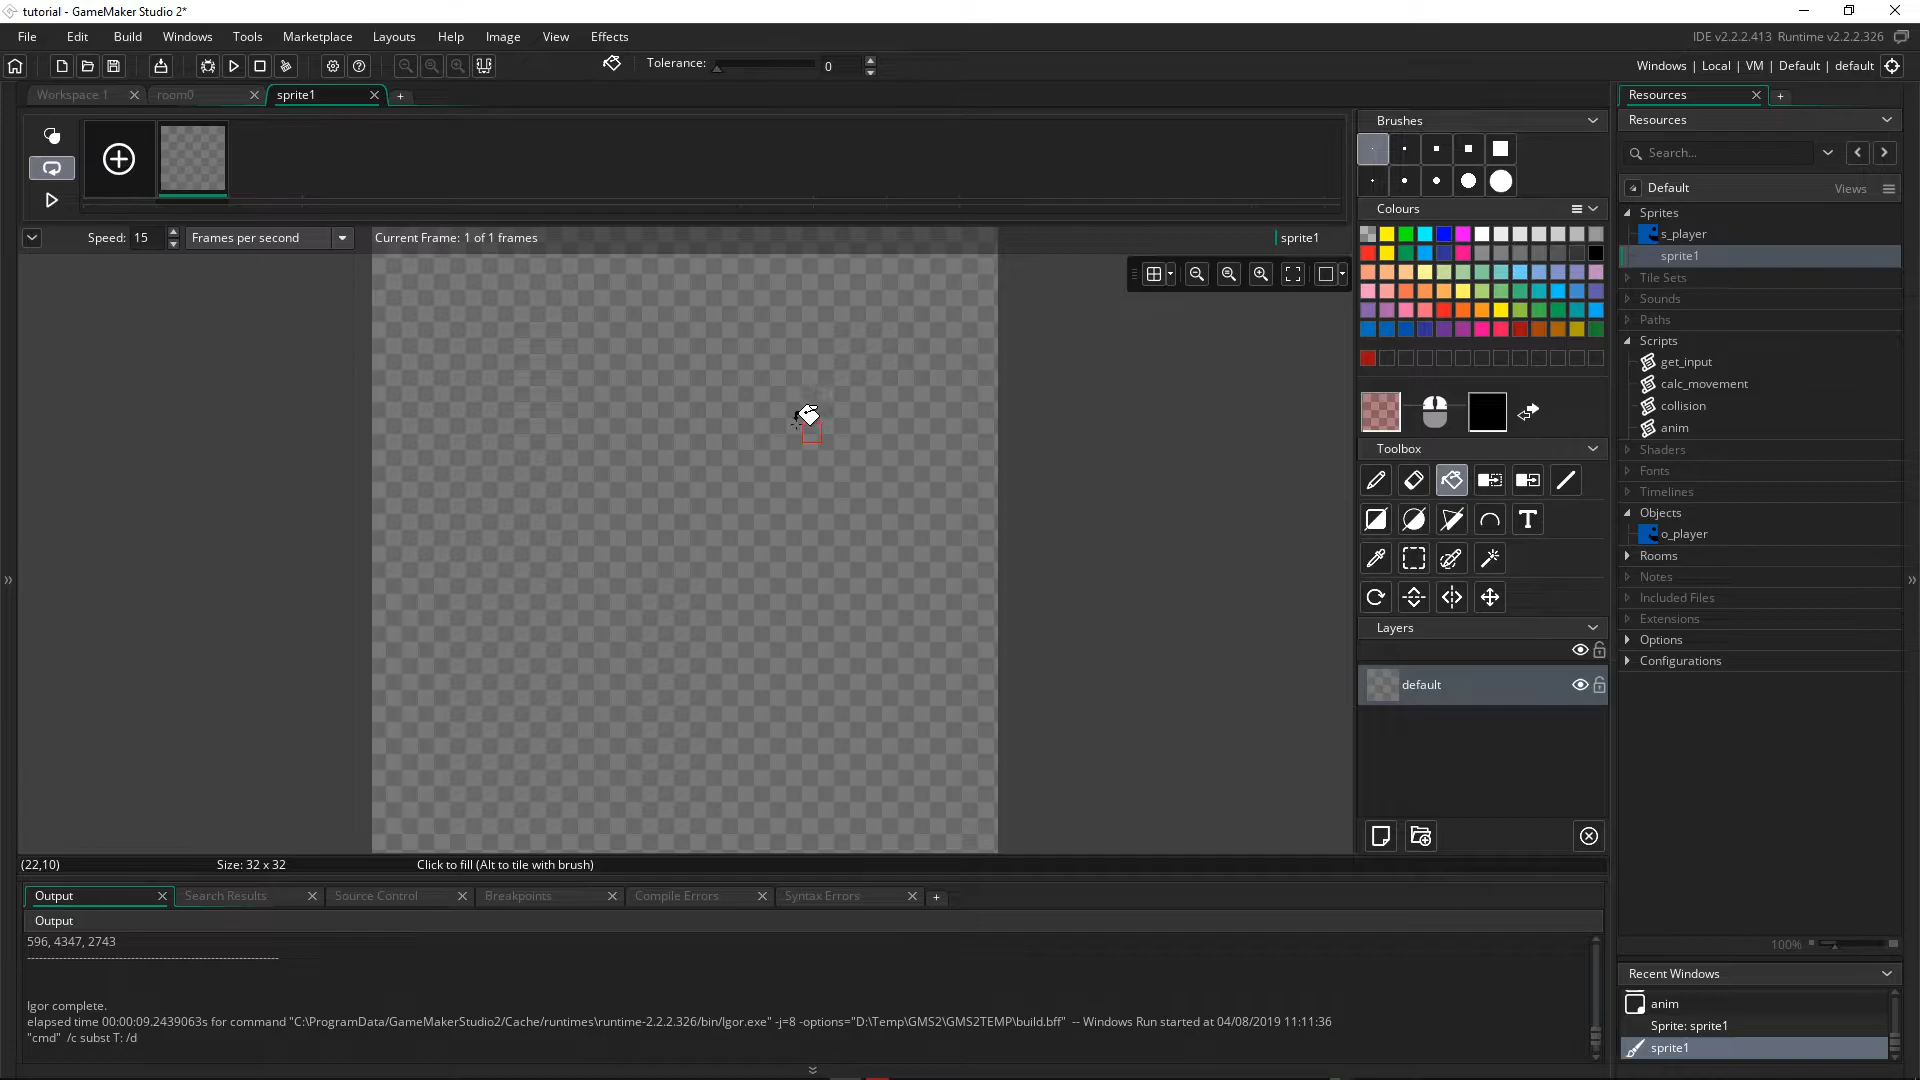 tutorial - GameMaker Studio 2*
File Edit Build Windows Tools Marketplace Layouts Help Image View Effects
IDE v2.2.2.413 Runtime v2.2.2.326
Tolerance: 0
Windows | Local | VM | Default | default
Workspace 1 room0 sprite1
Resources
Brushes
Resources
Search...
Default Views
Colours
Sprites
s_player
sprite1
Tile Sets
Sounds
Paths
Scripts
get_input
calc_movement
collision
anim
Shaders
Fonts
Timelines
Objects
o_player
Rooms
Notes
Included Files
Extensions
Options
Configurations
Speed: 15 Frames per second Current Frame: 1 of 1 frames sprite1
Toolbox
T
Layers
default
(22,10) Size: 32 x 32 Click to fill (Alt to tile with brush)
Output Search Results Source Control Breakpoints Compile Errors Syntax Errors
Output
596, 4347, 2743
---------------------------------------------------------------
Igor complete.
elapsed time 00:00:09.2439063s for command "C:\ProgramData/GameMakerStudio2/Cache/runtimes\runtime-2.2.2.326/bin/Igor.exe" -j=8 -options="D:\Temp\GMS2\GMS2TEMP\build.bff" -- Windows Run started at 04/08/2019 11:11:36
"cmd" /c subst T: /d
100%
Recent Windows
anim
Sprite: sprite1
sprite1